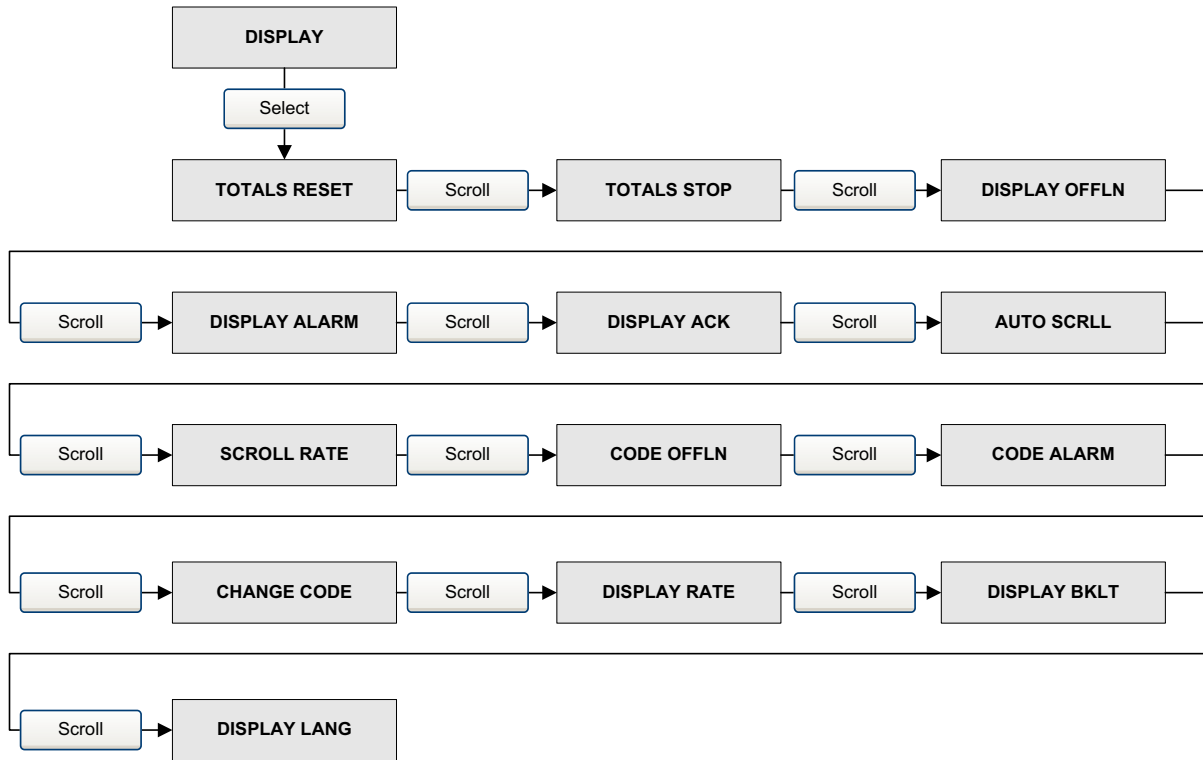 DISPLAY
Select
TOTALS RESET
Scroll
TOTALS STOP
Scroll
DISPLAY OFFLN
Scroll
DISPLAY ALARM
Scroll
DISPLAY ACK
Scroll
AUTO SCRLL
Scroll
SCROLL RATE
Scroll
CODE OFFLN
Scroll
CODE ALARM
Scroll
CHANGE CODE
Scroll
DISPLAY RATE
Scroll
DISPLAY BKLT
Scroll
DISPLAY LANG